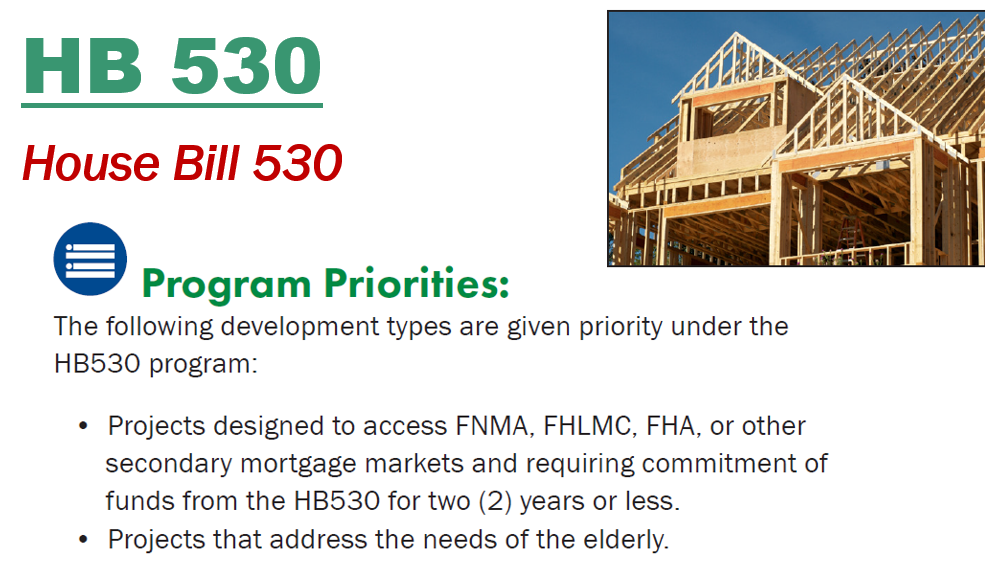 HB 530
House Bill 530
Program Priorities:
The following development types are given priority under the
HB530 program:
• Projects designed to access FNMA, FHLMC, FHA, or other
secondary mortgage markets and requiring commitment of
funds from the HB530 for two (2) years or less.
• Projects that address the needs of the elderly.